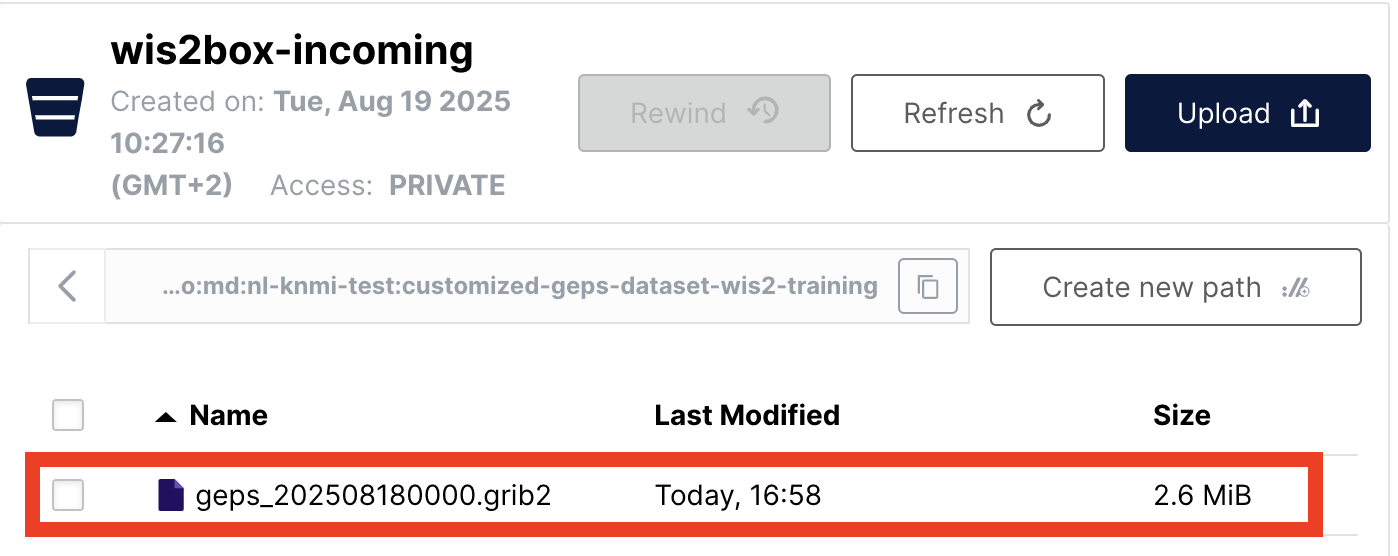 wis2box-incoming
Created on: Tue, Aug 19 2025
10:27:16
(GMT+2) Access: PRIVATE
Rewind
Refresh
Upload
...o:md:nl-knmi-test:customized-geps-dataset-wis2-training
Create new path
Name Last Modified Size
geps_202508180000.grib2 Today, 16:58 2.6 MiB